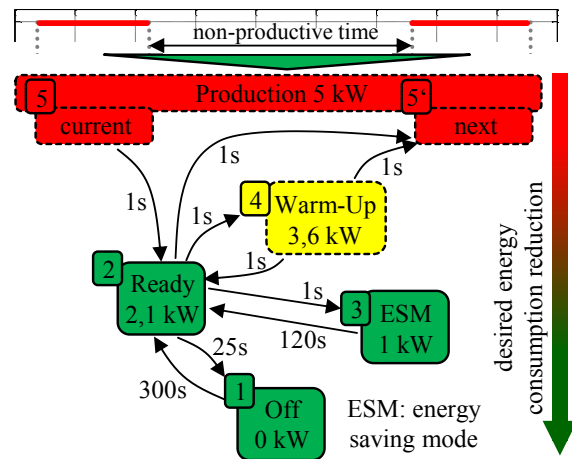 non-productive time
5
Production 5 kW
5‘
current
next
1s
1s
1s
4
Warm-Up
3,6 kW
1s
1s
2
Ready
2,1 kW
1s
3
ESM
1 kW
120s
25s
300s
1
Off
0 kW
ESM: energy
saving mode
desired energy
consumption reduction